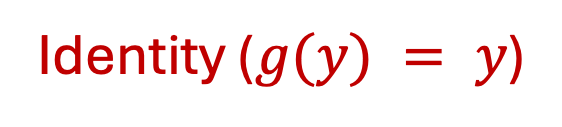 Identity (g(y) = y)